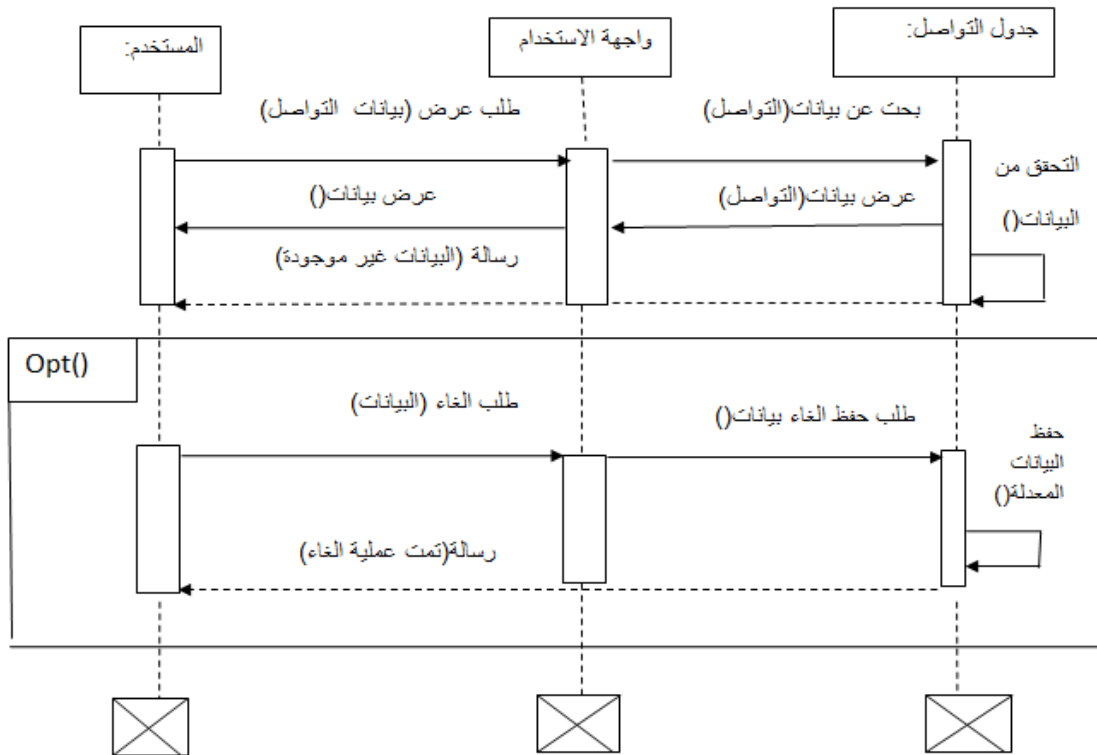 المستخدم:
واجهة الاستخدام
جدول التواصل:
طلب عرض (بيانات التواصل)
بحت عن بيانات(التواصل)
التحقق من
البيانات()
عرض بيانات()
عرض بيانات(التواصل)
رسالة (البيانات غير موجودة)
Opt()
طلب الغاء (البيانات)
طلب حفظ الغاء بيانات()
حفظ
البيانات
المعدلة()
رسالة(تمت عملية الغاء)